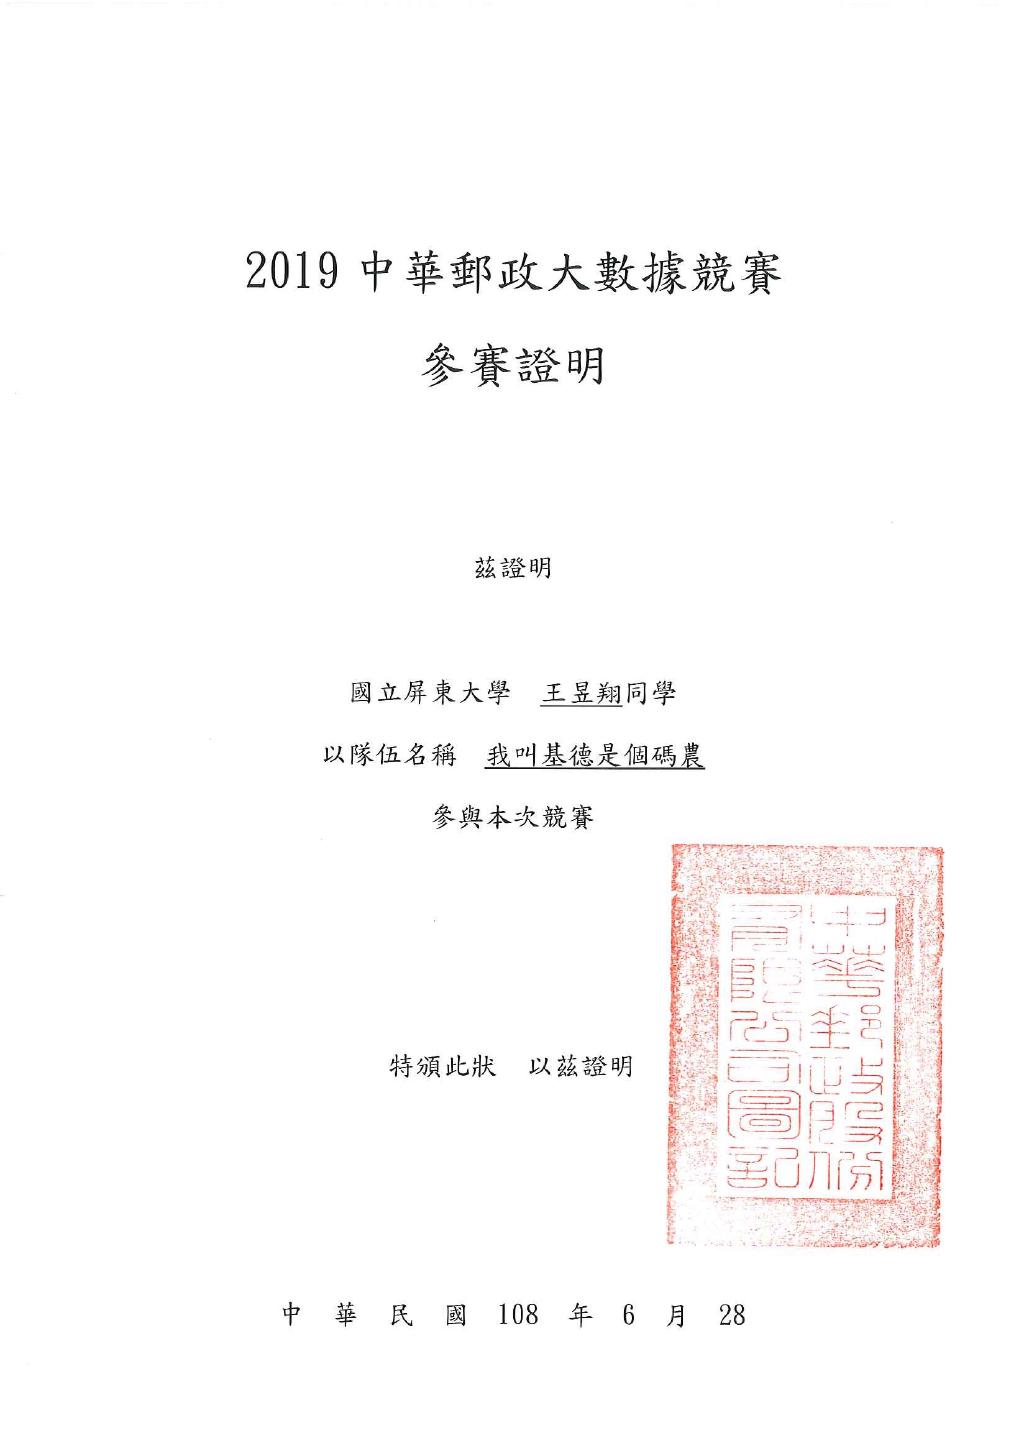 2019 中華郵政大數據競賽
參賽證明
茲證明
國立屏東大學 王昱翔同學
以隊伍名稱 我叫基德是個碼農
參與本次競賽
中華郵政股份
有限公司圖記
特頒此狀 以茲證明
中 華 民 國 108 年 6 月 28